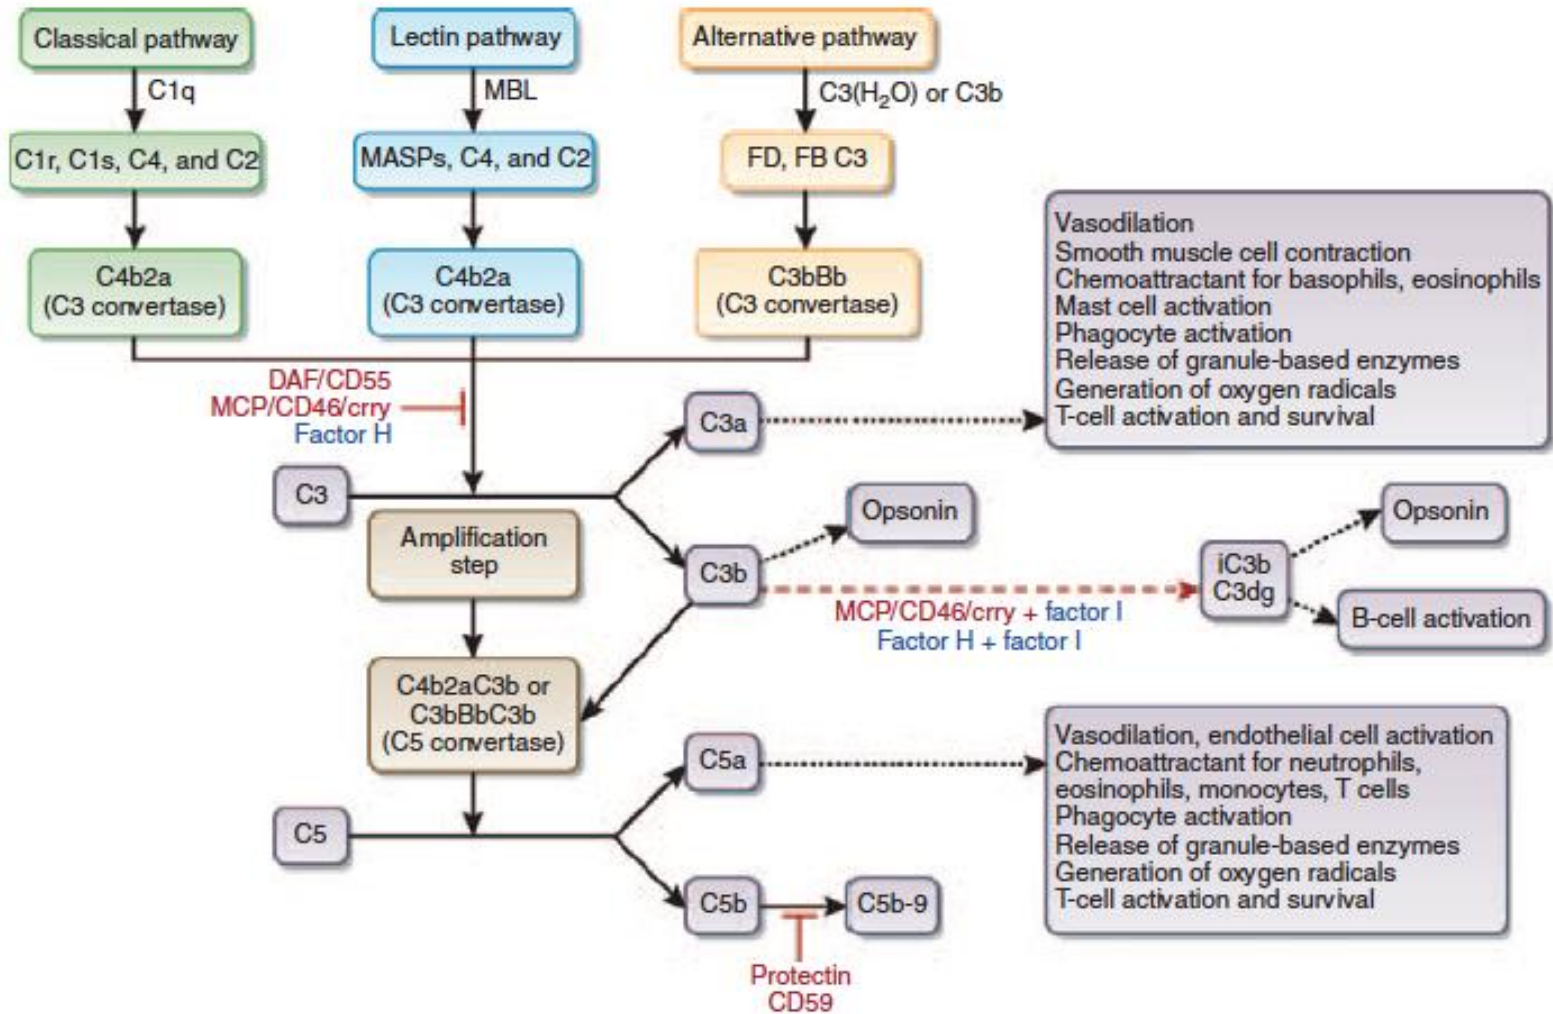 Classical pathway
Lectin pathway
Alternative pathway
C1q
MBL
C3(H₂O) or C3b
C1r, C1s, C4, and C2
MASPs, C4, and C2
FD, FB C3
C4b2a
(C3 convertase)
C4b2a
(C3 convertase)
C3bBb
(C3 convertase)
Vasodilation
Smooth muscle cell contraction
Chemoattractant for basophils, eosinophils
Mast cell activation
Phagocyte activation
Release of granule-based enzymes
Generation of oxygen radicals
T-cell activation and survival
DAF/CD55
MCP/CD46/crry
Factor H
C3a
C3
Opsonin
Opsonin
Amplification
step
C3b
iC3b
C3dg
MCP/CD46/crry + factor I
Factor H + factor I
B-cell activation
C4b2aC3b or
C3bBbC3b
(C5 convertase)
C5a
Vasodilation, endothelial cell activation
Chemoattractant for neutrophils,
eosinophils, monocytes, T cells
Phagocyte activation
Release of granule-based enzymes
Generation of oxygen radicals
T-cell activation and survival
C5
C5b
C5b-9
Protectin
CD59